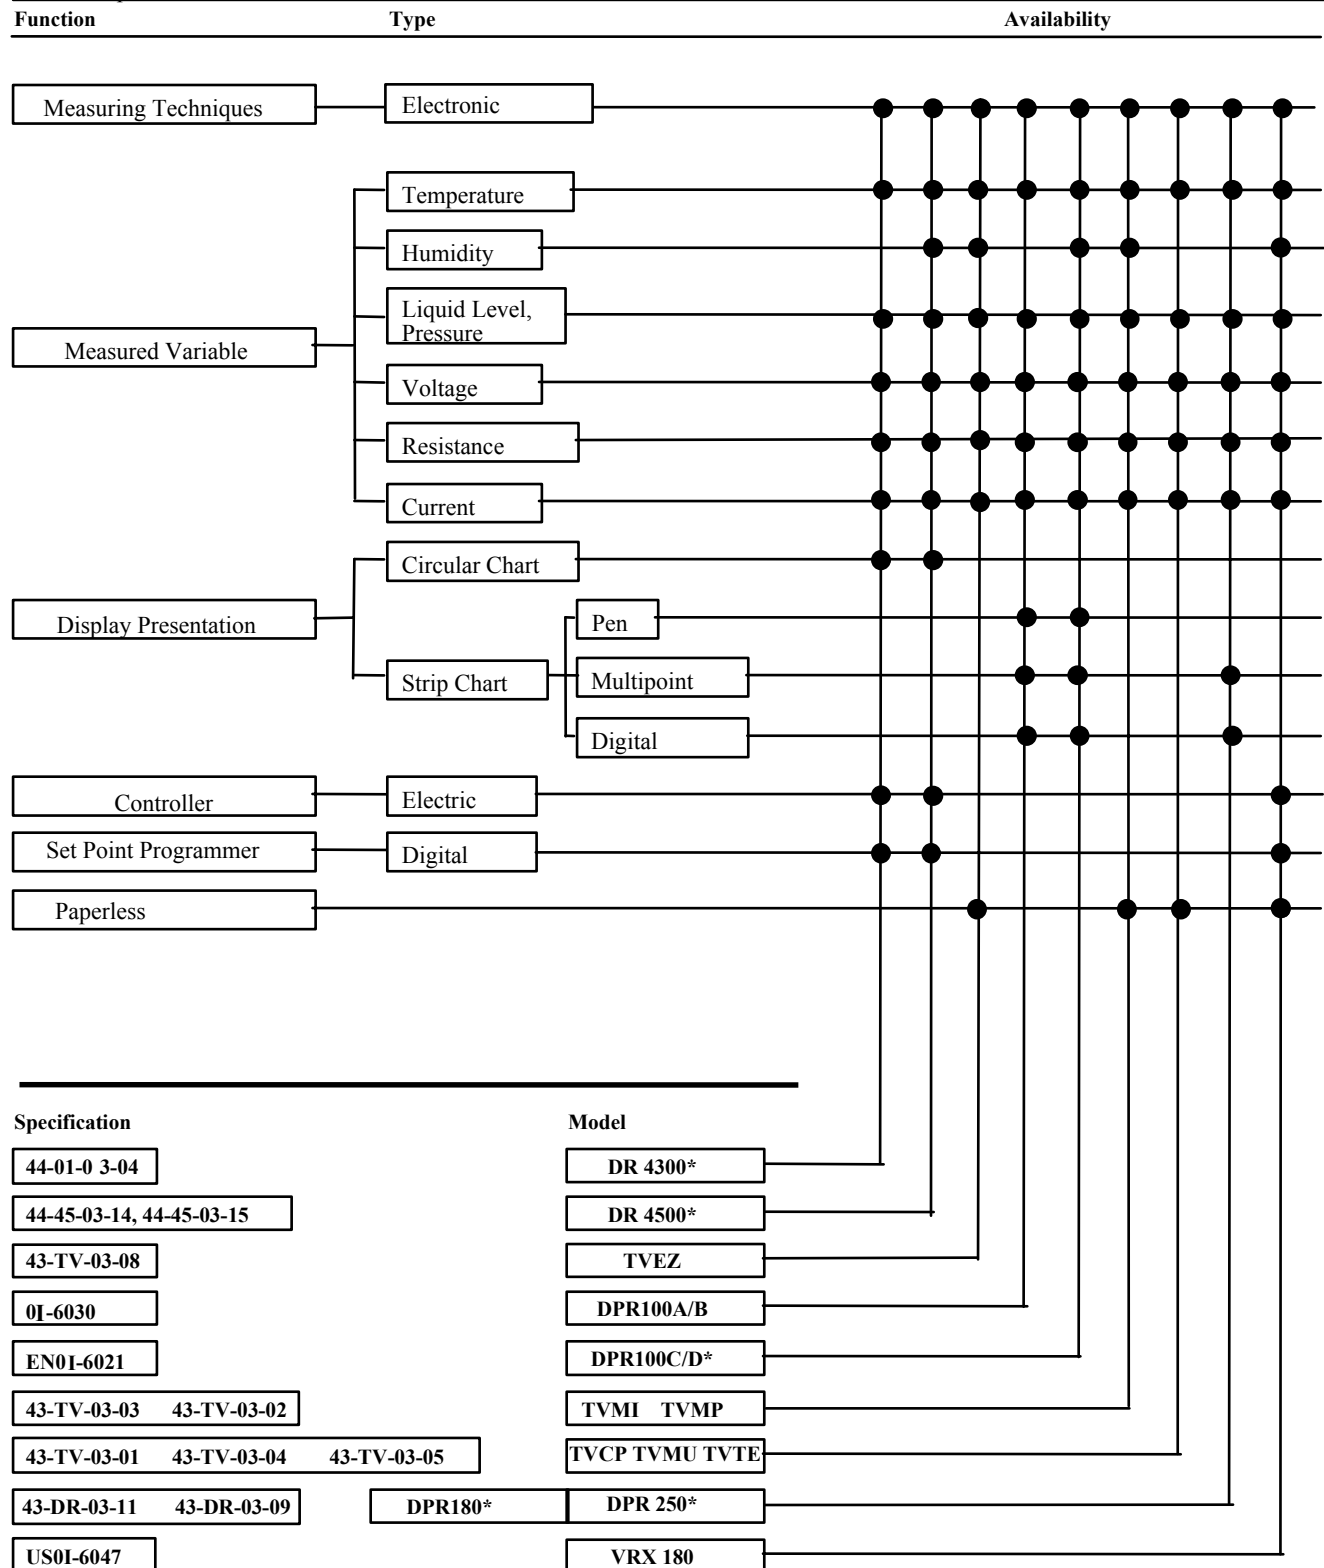 Function Type Availability
Measuring Techniques Electronic
Temperature
Humidity
Liquid Level,
Pressure
Measured Variable
Voltage
Resistance
Current
Circular Chart
Display Presentation Pen
Strip Chart Multipoint
Digital
Controller Electric
Set Point Programmer Digital
Paperless
Specification Model
44-01-0 3-04 DR 4300*
44-45-03-14, 44-45-03-15 DR 4500*
43-TV-03-08 TVEZ
0I-6030 DPR100A/B
EN0I-6021 DPR100C/D*
43-TV-03-03 43-TV-03-02 TVMI TVMP
43-TV-03-01 43-TV-03-04 43-TV-03-05 TVCP TVMU TVTE
43-DR-03-11 43-DR-03-09 DPR180* DPR 250*
US0I-6047 VRX 180